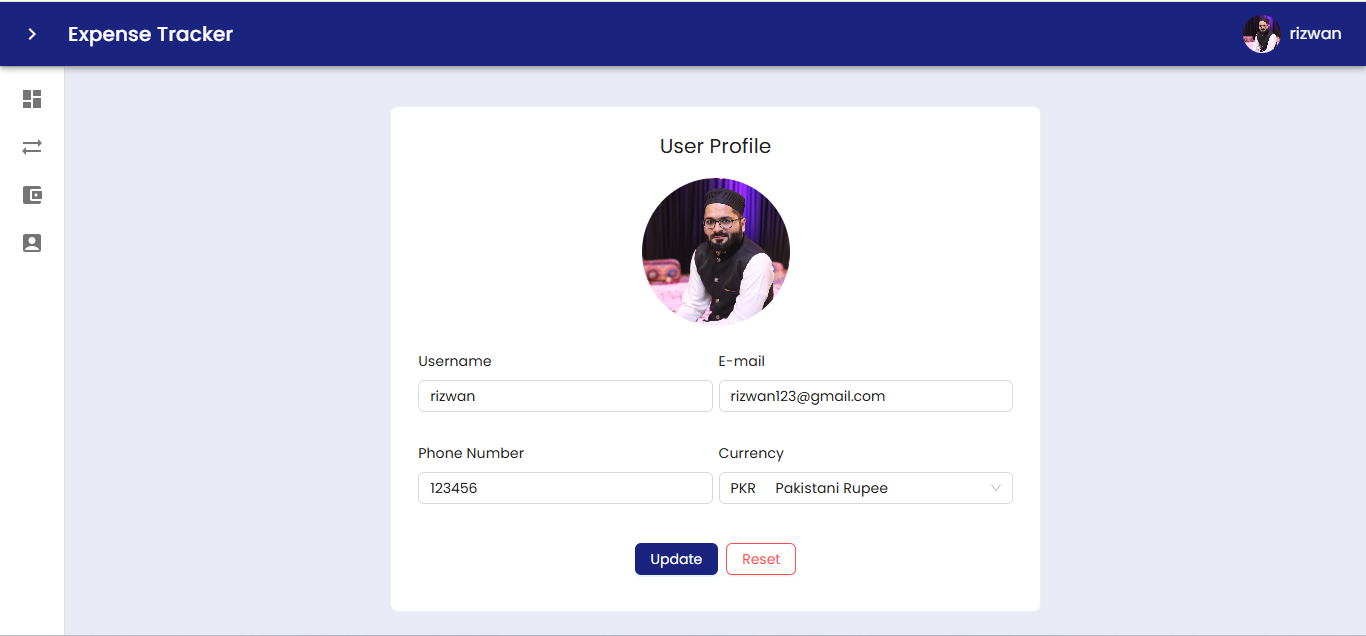 Expense Tracker
rizwan
User Profile
Username
E-mail
rizwan
rizwan123@gmail.com
Phone Number
Currency
123456
PKR Pakistani Rupee
Update
Reset